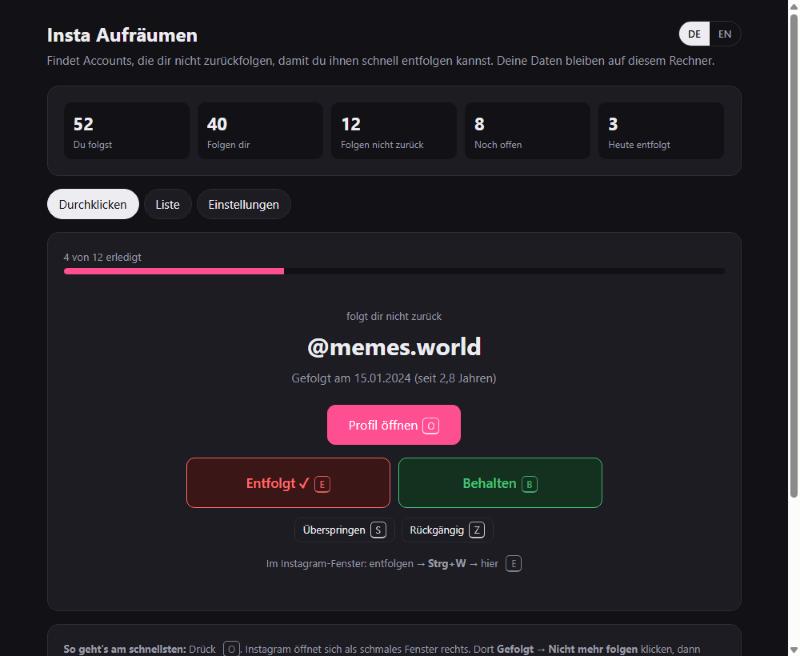 Insta Aufräumen
DE EN
Findet Accounts, die dir nicht zurückfolgen, damit du ihnen schnell entfolgen kannst. Deine Daten bleiben auf diesem Rechner.
52
Du folgst
40
Folgen dir
12
Folgen nicht zurück
8
Noch offen
3
Heute entfolgt
Durchklicken
Liste
Einstellungen
4 von 12 erledigt
folgt dir nicht zurück
@memes.world
Gefolgt am 15.01.2024 (seit 2,8 Jahren)
Profil öffnen O
Entfolgt ✓ E
Behalten B
Überspringen S
Rückgängig Z
Im Instagram-Fenster: entfolgen → Strg+W → hier E
So geht's am schnellsten: Drück O. Instagram öffnet sich als schmales Fenster rechts. Dort Gefolgt → Nicht mehr folgen klicken, dann